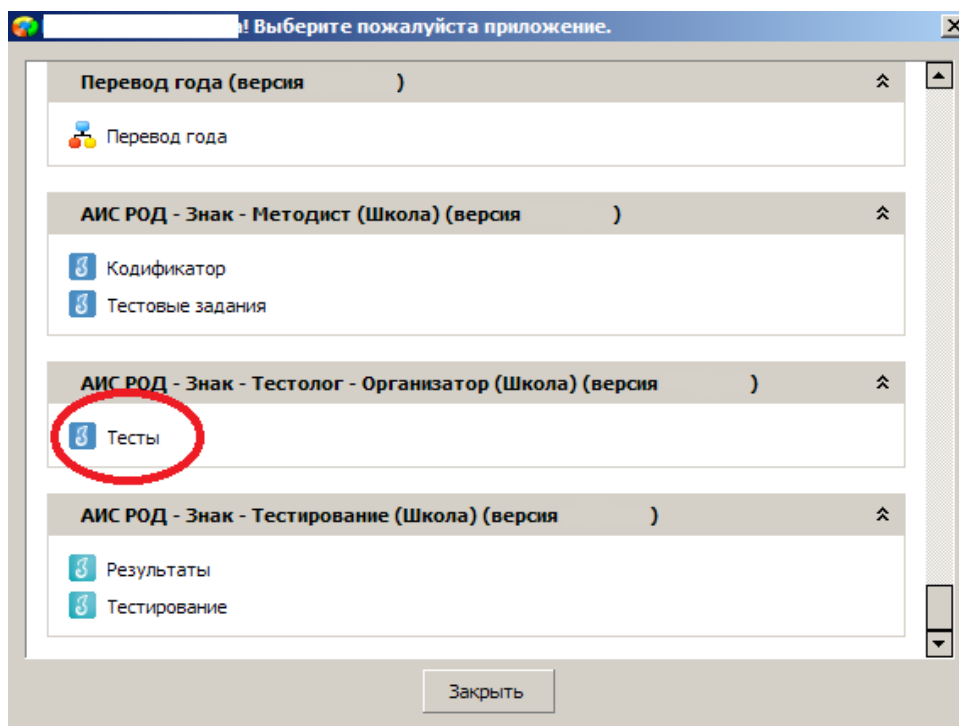 ! Выберите пожалуйста приложение.
Перевод года (версия )
Перевод года
АИС РОД - Знак - Методист (Школа) (версия )
Кодификатор
Тестовые задания
АИС РОД - Знак - Тестолог - Организатор (Школа) (версия )
Тесты
АИС РОД - Знак - Тестирование (Школа) (версия )
Результаты
Тестирование
Закрыть